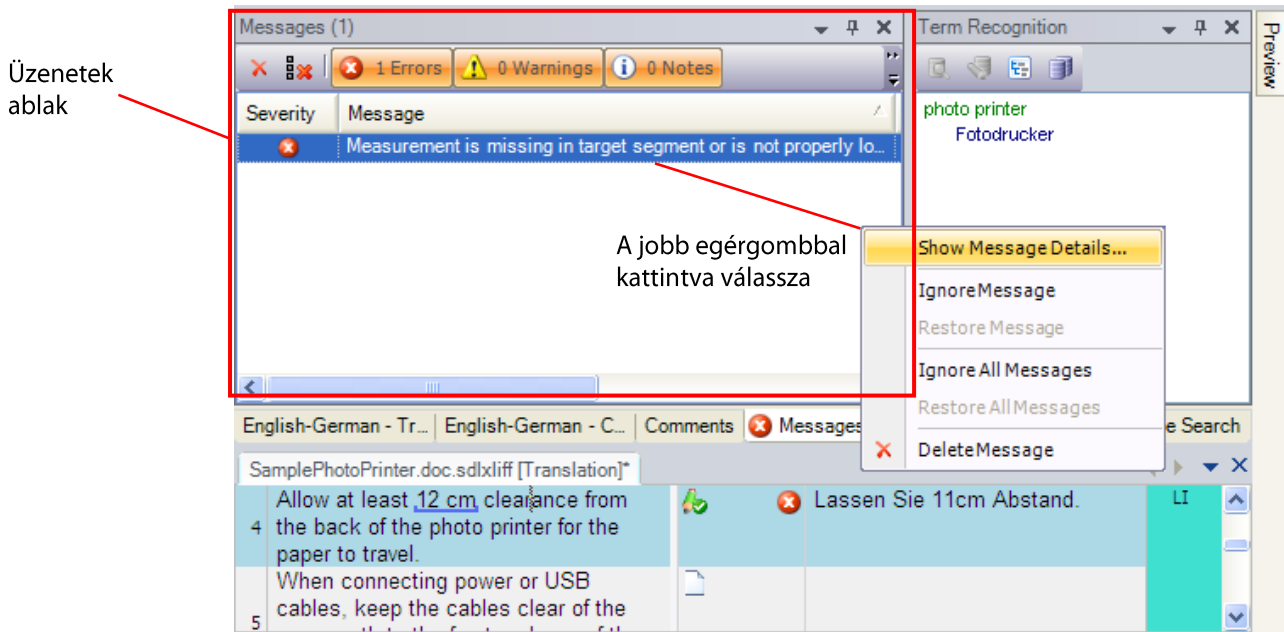 Messages (1)
Term Recognition
Preview
Üzenetek
ablak
1 Errors
0 Warnings
0 Notes
Severity
Message
photo printer
Fotodrucker
Measurement is missing in target segment or is not properly lo...
A jobb egérgombbal
kattintva válassza
Show Message Details...
Ignore Message
Restore Message
Ignore All Messages
Restore All Messages
Delete Message
English-German - Tr...
English-German - C...
Comments
Messages
e Search
SamplePhotoPrinter.doc.sdlxliff [Translation]*
4
Allow at least 12 cm clearance from
the back of the photo printer for the
paper to travel.
Lassen Sie 11cm Abstand.
LI
5
When connecting power or USB
cables, keep the cables clear of the